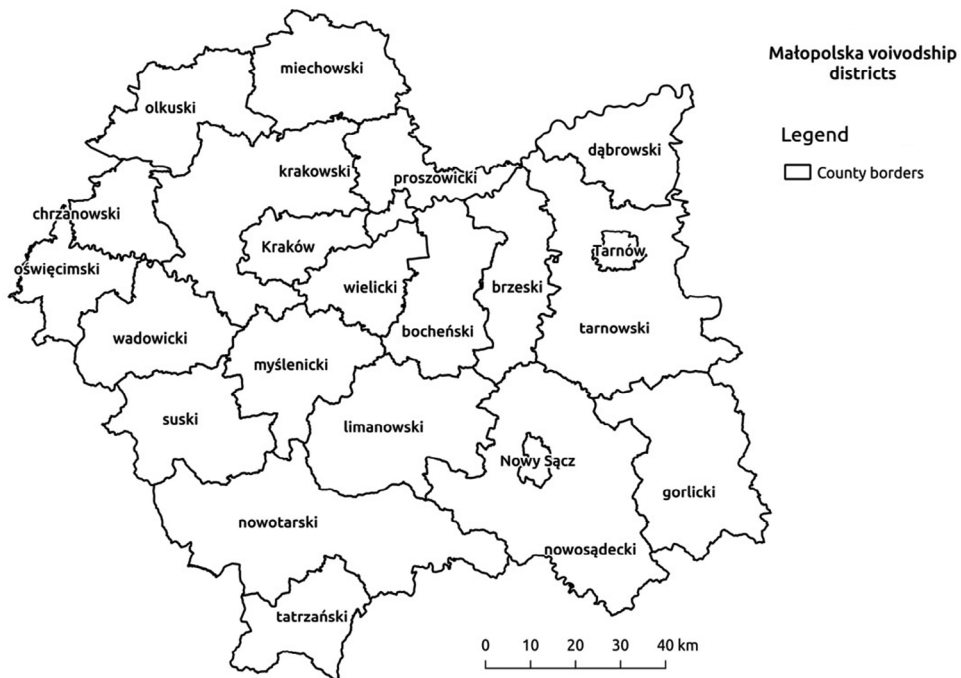 Małopolska voivodship
districts
Legend
County borders
miechowski
olkuski
dąbrowski
krakowski
proszowicki
chrzanowski
Kraków
Tarnów
oświęcimski
wielicki
brzeski
bocheński
tarnowski
wadowicki
myślenicki
suski
limanowski
Nowy Sącz
gorlicki
nowotarski
nowosądecki
tatrzański
0 10 20 30 40 km